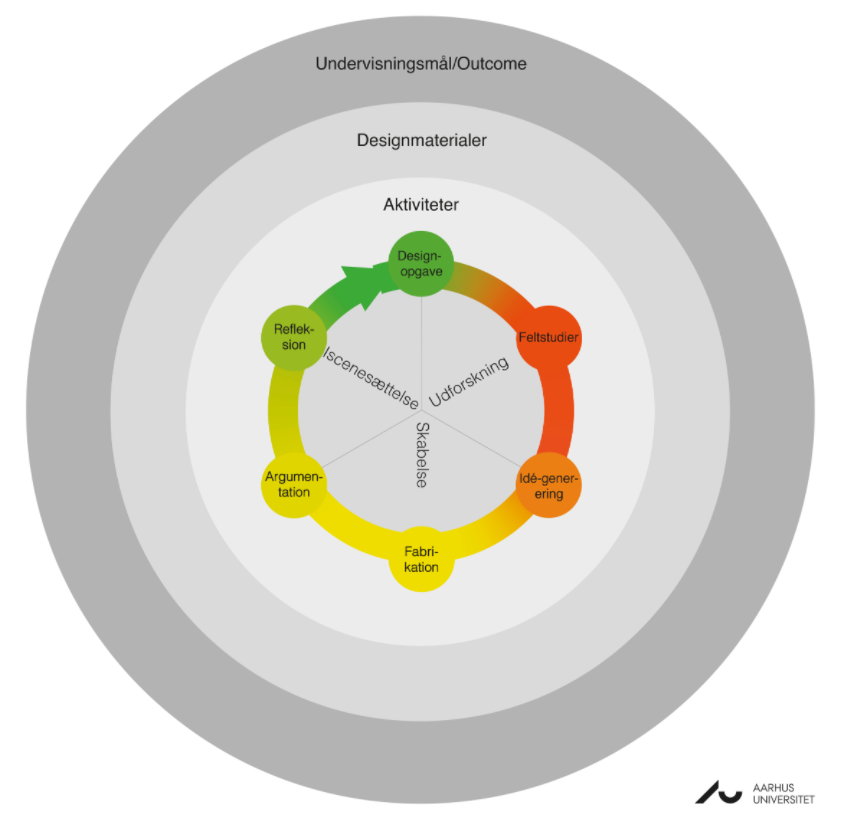 Undervisningsmål/Outcome
Designmaterialer
Aktiviteter
Design-
opgave
Reflek-
sion
Feltstudier
Iscenesættelse
Udforskning
Skabelse
Argumen-
tation
Idé-gener-
ering
Fabri-
kation
AARHUS
UNIVERSITET